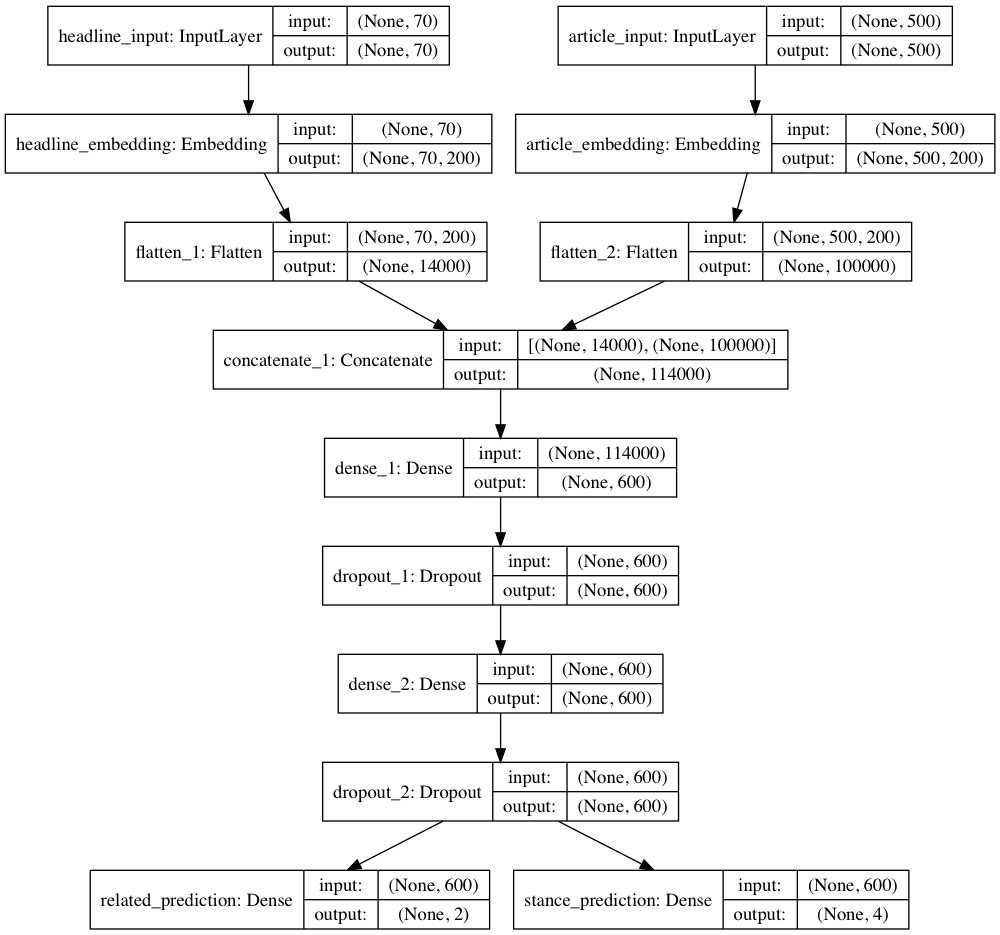 headline_input: InputLayer
input: (None, 70)
output: (None, 70)
article_input: InputLayer
input: (None, 500)
output: (None, 500)
headline_embedding: Embedding
input: (None, 70)
output: (None, 70, 200)
article_embedding: Embedding
input: (None, 500)
output: (None, 500, 200)
flatten_1: Flatten
input: (None, 70, 200)
output: (None, 14000)
flatten_2: Flatten
input: (None, 500, 200)
output: (None, 100000)
concatenate_1: Concatenate
input: [(None, 14000), (None, 100000)]
output: (None, 114000)
dense_1: Dense
input: (None, 114000)
output: (None, 600)
dropout_1: Dropout
input: (None, 600)
output: (None, 600)
dense_2: Dense
input: (None, 600)
output: (None, 600)
dropout_2: Dropout
input: (None, 600)
output: (None, 600)
related_prediction: Dense
input: (None, 600)
output: (None, 2)
stance_prediction: Dense
input: (None, 600)
output: (None, 4)